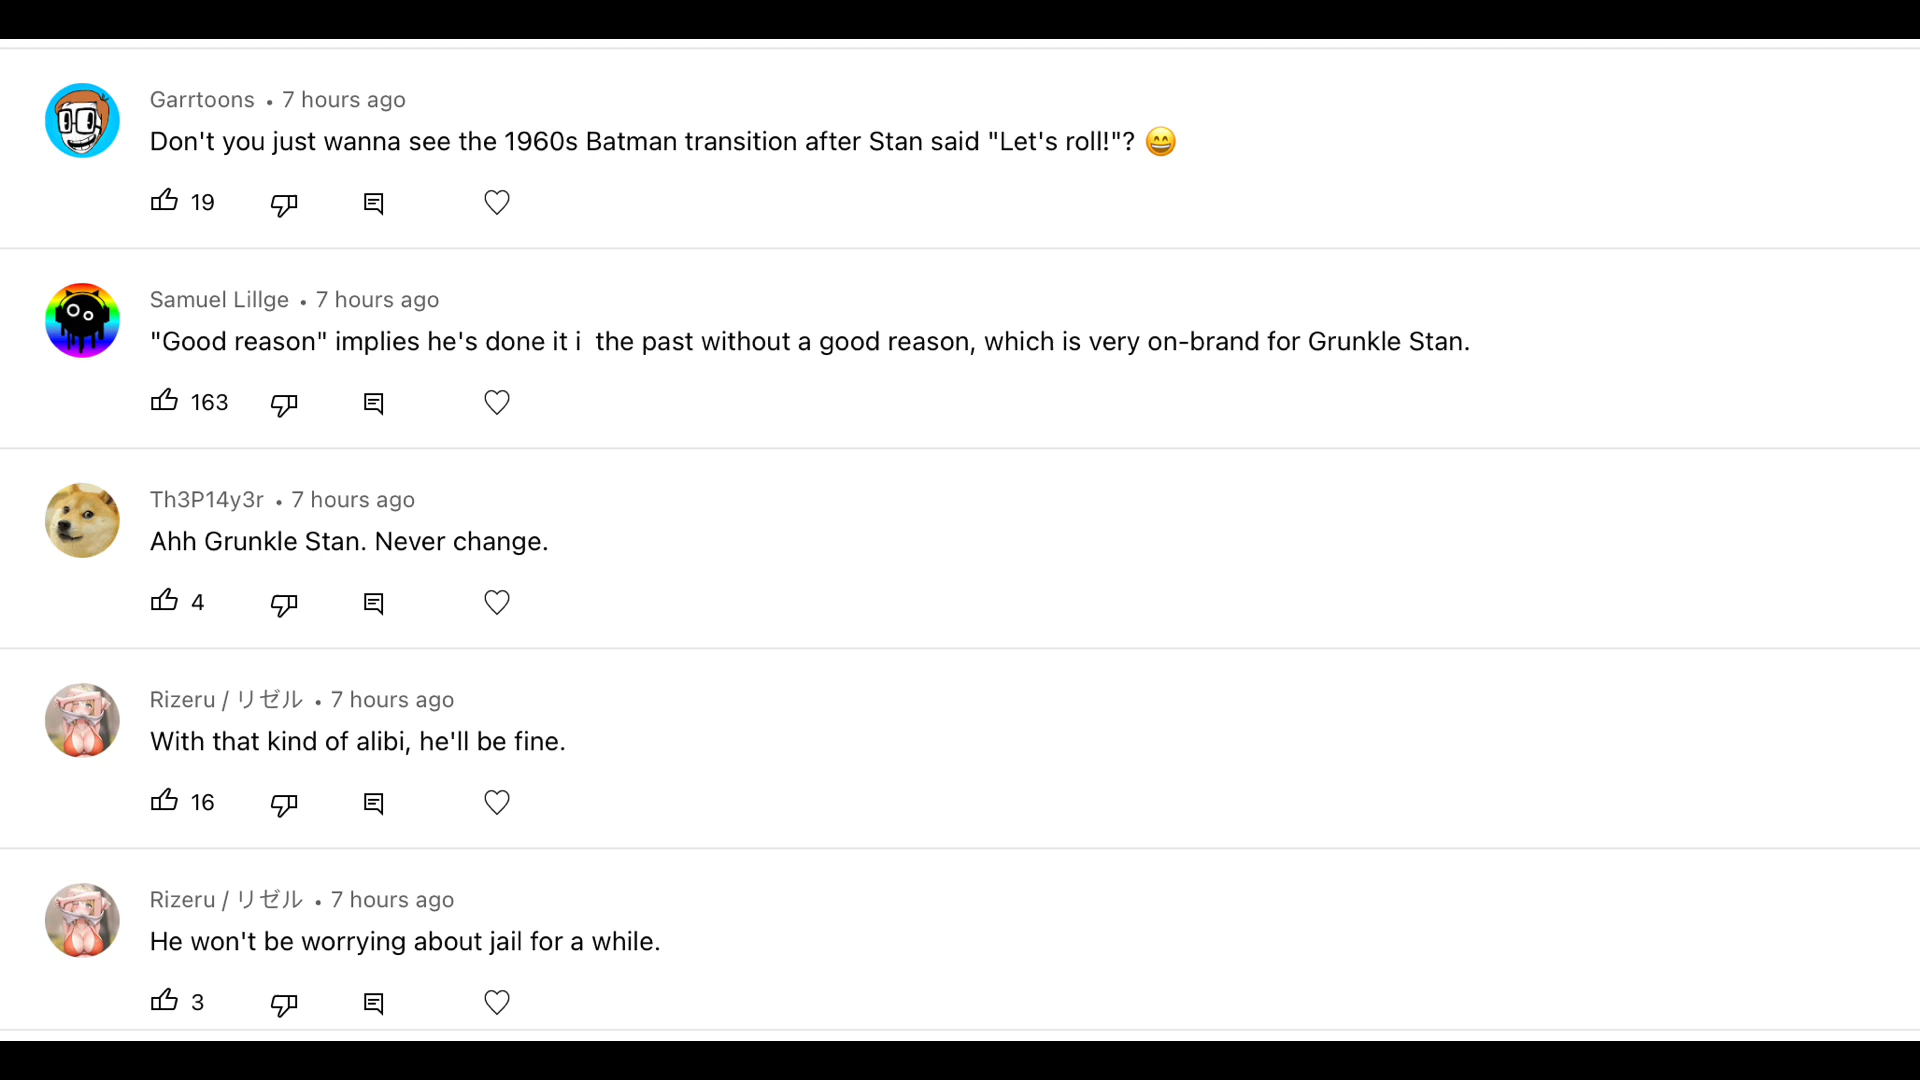 Garrtoons • 7 hours ago
Don't you just wanna see the 1960s Batman transition after Stan said "Let's roll!"? 😄
19
Samuel Lillge • 7 hours ago
"Good reason" implies he's done it i  the past without a good reason, which is very on-brand for Grunkle Stan.
163
Th3P14y3r • 7 hours ago
Ahh Grunkle Stan. Never change.
4
Rizeru / リゼル • 7 hours ago
With that kind of alibi, he'll be fine.
16
Rizeru / リゼル • 7 hours ago
He won't be worrying about jail for a while.
3